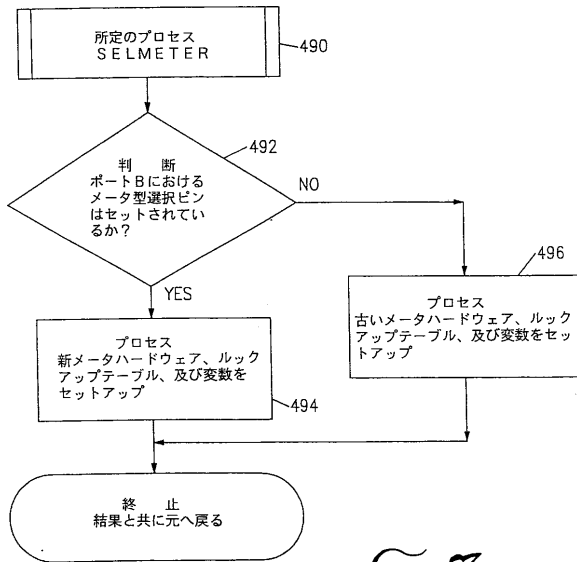 所定のプロセス
SELMETER
490
492
判 断
ポートBにおける
メータ型選択ピン
はセットされてい
るか?
NO
YES
496
プロセス
古いメータハードウェア、ルック
アップテーブル、及び変数をセッ
トアップ
プロセス
新メータハードウェア、ルック
アップテーブル、及び変数を
セットアップ
494
終 止
結果と共に元へ戻る